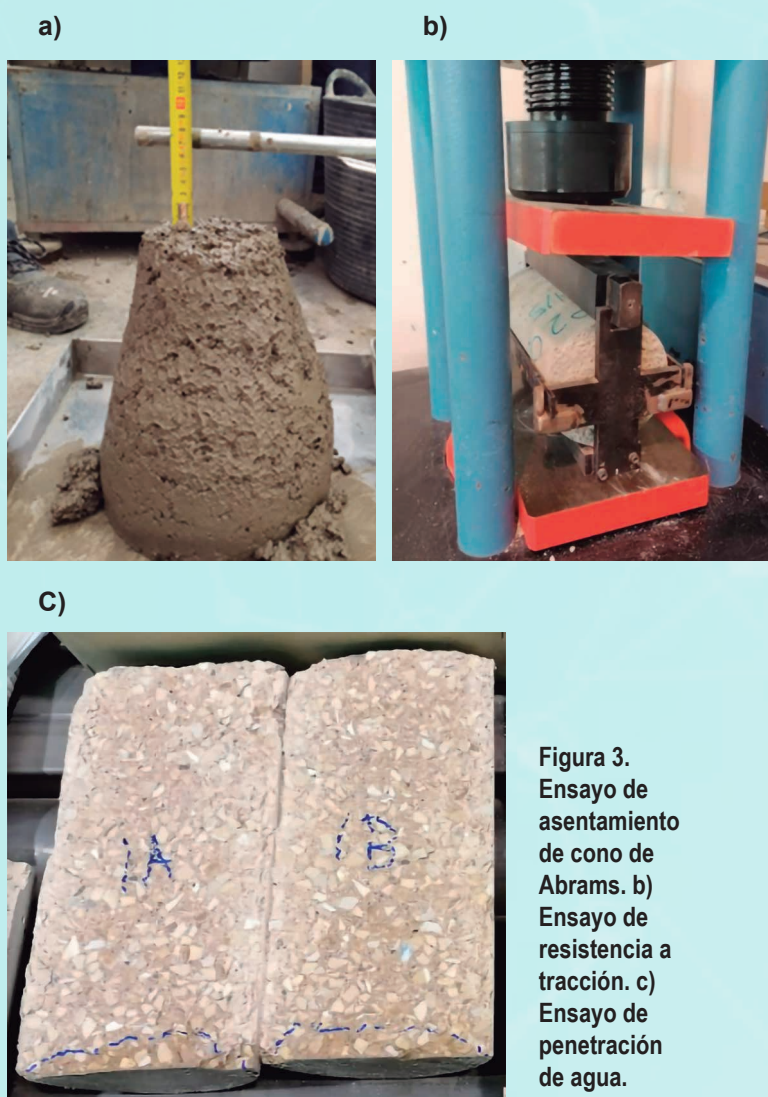 a)
b)
C)
1A
1B
Figura 3.
Ensayo de
asentamiento
de cono de
Abrams. b)
Ensayo de
resistencia a
tracción. c)
Ensayo de
penetración
de agua.